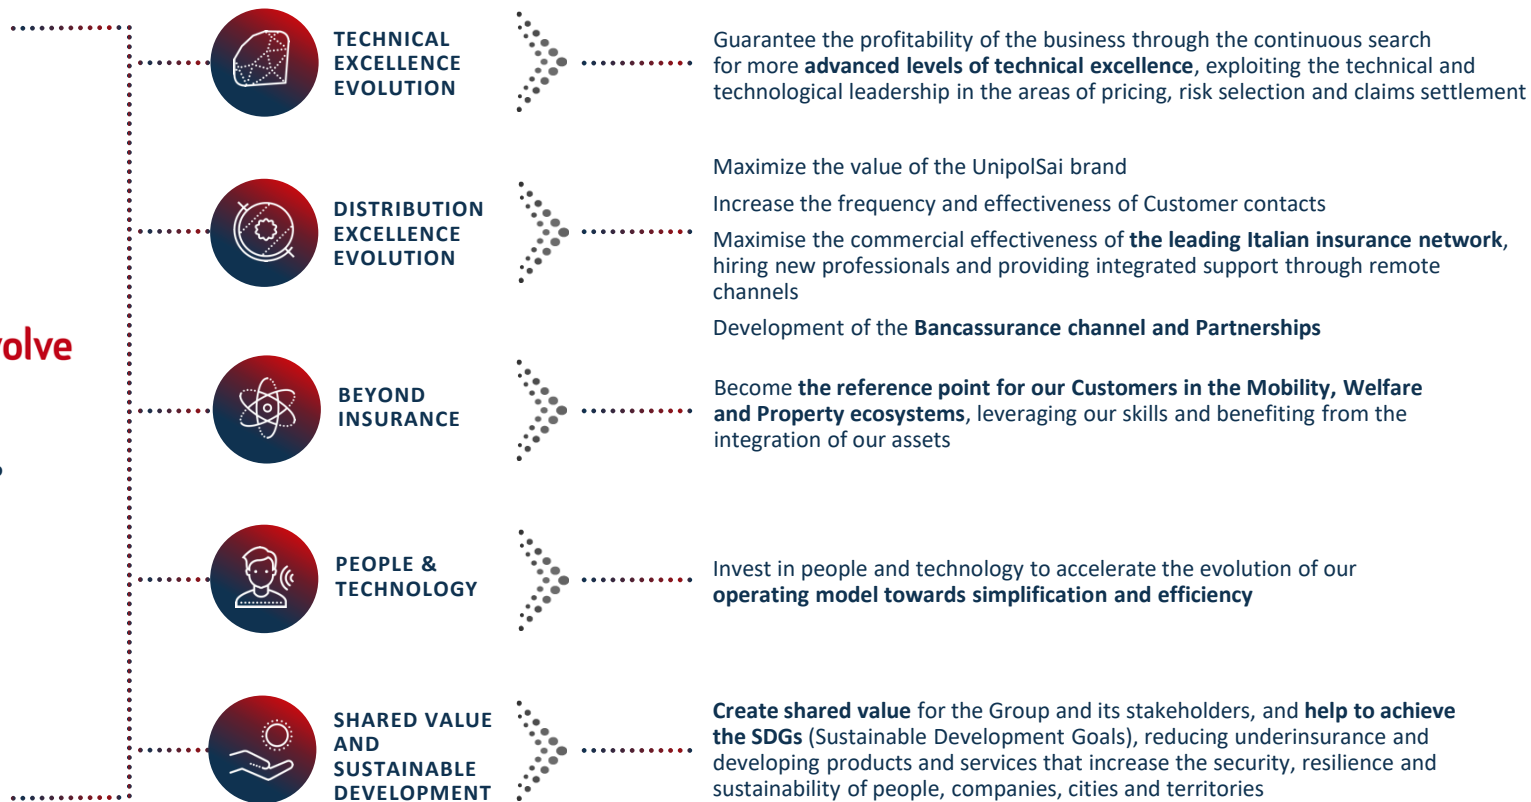 TECHNICAL
EXCELLENCE
EVOLUTION
Guarantee the profitability of the business through the continuous search
for more advanced levels of technical excellence, exploiting the technical and
technological leadership in the areas of pricing, risk selection and claims settlement
DISTRIBUTION
EXCELLENCE
EVOLUTION
Maximize the value of the UnipolSai brand
Increase the frequency and effectiveness of Customer contacts
Maximise the commercial effectiveness of the leading Italian insurance network,
hiring new professionals and providing integrated support through remote
channels
Development of the Bancassurance channel and Partnerships
olve
BEYOND
INSURANCE
Become the reference point for our Customers in the Mobility, Welfare
and Property ecosystems, leveraging our skills and benefiting from the
integration of our assets
PEOPLE &
TECHNOLOGY
Invest in people and technology to accelerate the evolution of our
operating model towards simplification and efficiency
SHARED VALUE
AND
SUSTAINABLE
DEVELOPMENT
Create shared value for the Group and its stakeholders, and help to achieve
the SDGs (Sustainable Development Goals), reducing underinsurance and
developing products and services that increase the security, resilience and
sustainability of people, companies, cities and territories